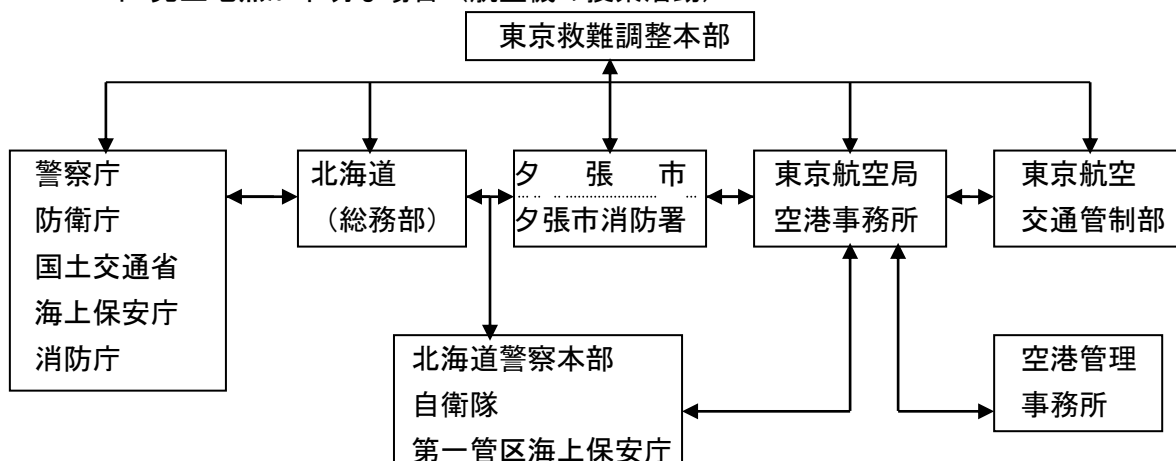 東京救難調整本部
警察庁
防衛庁
国土交通省
海上保安庁
消防庁
北海道
（総務部）
夕　張　市
夕張市消防署
東京航空局
空港事務所
東京航空
交通管制部
北海道警察本部
自衛隊
第一管区海上保安庁
空港管理
事務所